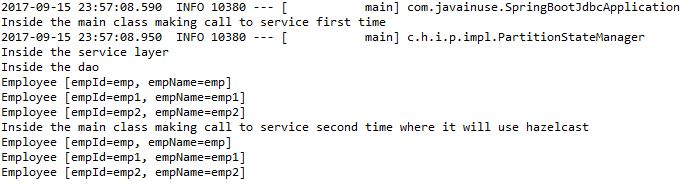 2017-09-15 23:57:08.590  INFO 10380 --- [           main] com.javainuse.SpringBootJdbcApplication
Inside the main class making call to service first time
2017-09-15 23:57:08.950  INFO 10380 --- [           main] c.h.i.p.impl.PartitionStateManager
Inside the service layer
Inside the dao
Employee [empId=emp, empName=emp]
Employee [empId=emp1, empName=emp1]
Employee [empId=emp2, empName=emp2]
Inside the main class making call to service second time where it will use hazelcast
Employee [empId=emp, empName=emp]
Employee [empId=emp1, empName=emp1]
Employee [empId=emp2, empName=emp2]